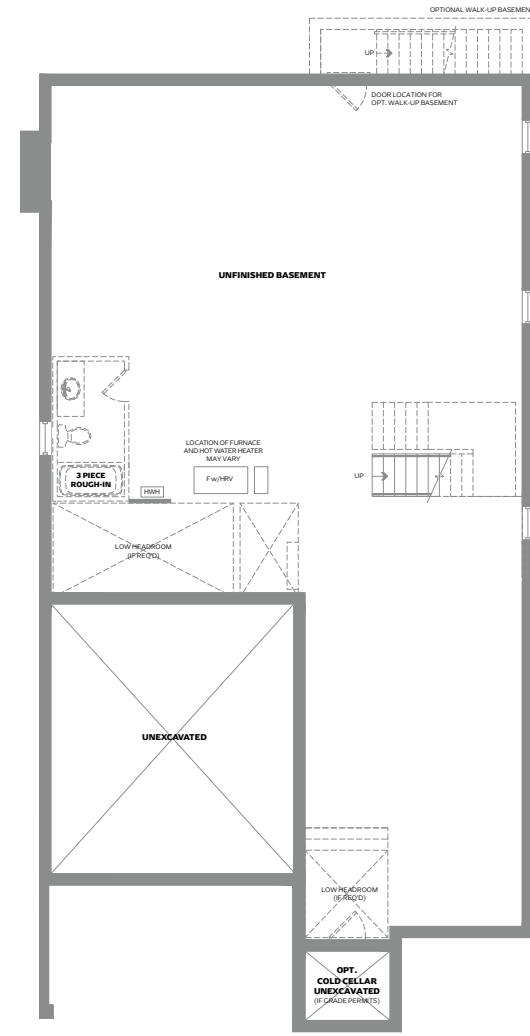 OPTIONAL WALK-UP BASEMEN
UP
DOOR LOCATION FOR
OPT. WALK-UP BASEMENT
UNFINISHED BASEMENT
LOCATION OF FURNACE
AND HOT WATER HEATER
MAY VARY
3 PIECE
ROUGH-IN
F w/HRV
UP
HWH
LOW HEADROOM
(IF REQ'D)
UNEXCAVATED
LOW HEADROOM
(IF REQ'D)
OPT.
COLD CELLAR
UNEXCAVATED
(IF GRADE PERMITS)